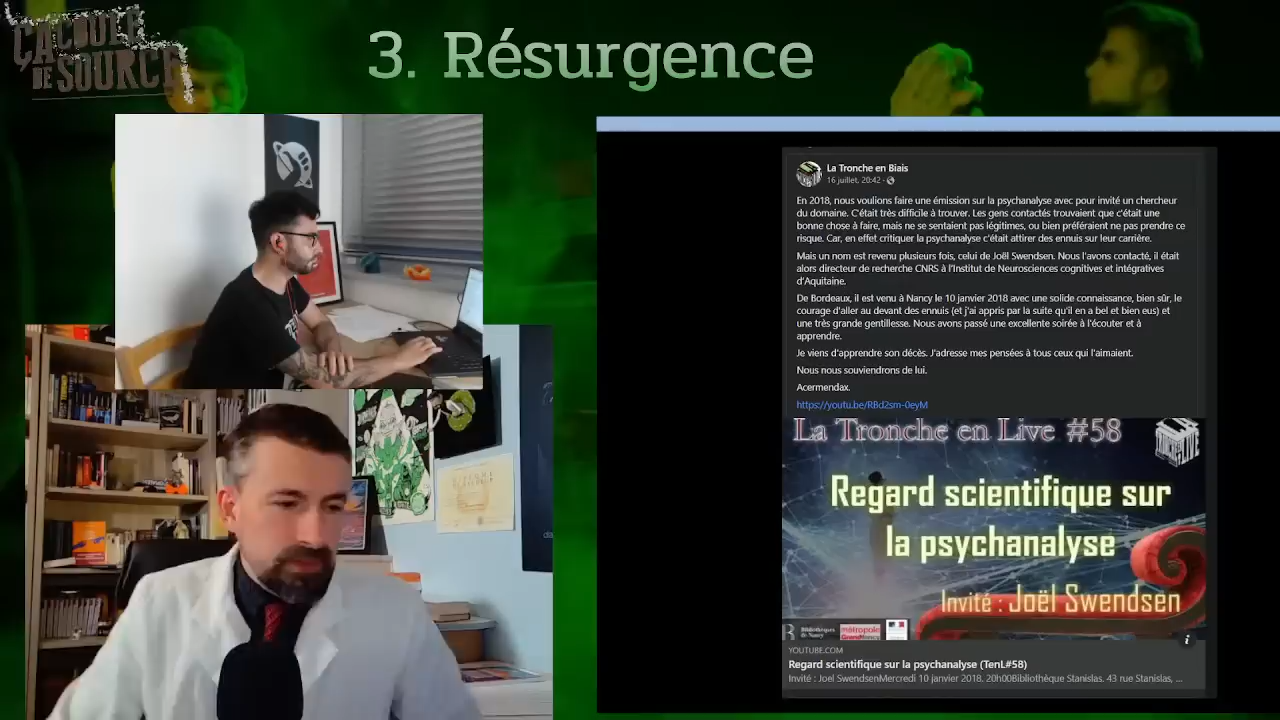 ÇA COULE
DE SOURCE
3. Résurgence
La Tronche en Biais
16 juillet, 20:42
En 2018, nous voulions faire une émission sur la psychanalyse avec pour invité un chercheur
du domaine. C'était très difficile à trouver. Les gens contactés trouvaient que c'était une
bonne chose à faire, mais ne se sentaient pas légitimes, ou bien préféraient ne pas prendre ce
risque. Car, en effet critiquer la psychanalyse c'était attirer des ennuis sur leur carrière.
Mais un nom est revenu plusieurs fois, celui de Joël Swendsen. Nous l'avons contacté, il était
alors directeur de recherche CNRS à l'Institut de Neurosciences cognitives et intégratives
d'Aquitaine.
De Bordeaux, il est venu à Nancy le 10 janvier 2018 avec une solide connaissance, bien sûr, le
courage d'aller au devant des ennuis (et j'ai appris par la suite qu'il en a bel et bien eus) et
une très grande gentillesse. Nous avons passé une excellente soirée à l'écouter et à
apprendre.
Je viens d'apprendre son décès. J'adresse mes pensées à tous ceux qui l'aimaient.
Nous nous souviendrons de lui.
Acermendax.
https://youtu.be/RBd2sm-0eyM
La Tronche en Live #58
Regard scientifique sur
la psychanalyse
Invité : Joël Swendsen
Bibliothèques
de Nancy
métropole
GrandNancy
YOUTUBE.COM
Regard scientifique sur la psychanalyse (TenL#58)
Invité : Joel SwendsenMercredi 10 janvier 2018. 20h00Bibliothèque Stanislas. 43 rue Stanislas, ...